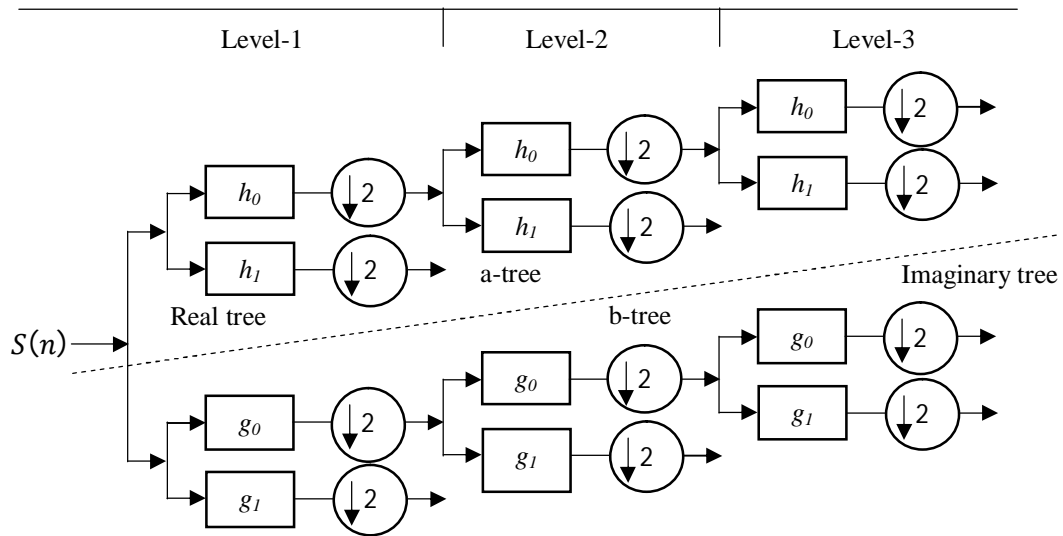 Level-1 Level-2 Level-3
h0 ↓2
h0 ↓2
h0 ↓2
h1 ↓2
h1 ↓2
h1 ↓2
a-tree
Imaginary tree
Real tree
b-tree
S(n)
g0 ↓2
g0 ↓2
g0 ↓2
g1 ↓2
g1 ↓2
g1 ↓2